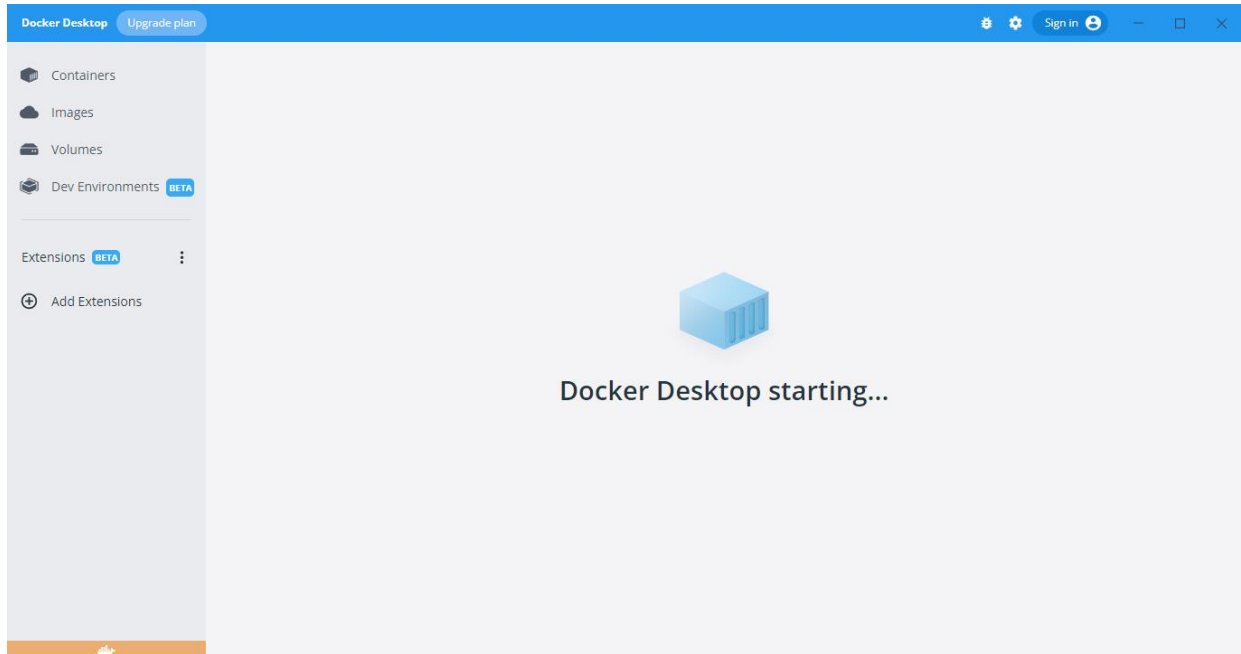 Docker Desktop Upgrade plan Sign in
Containers
Images
Volumes
Dev Environments BETA
Extensions BETA
Add Extensions
Docker Desktop starting...